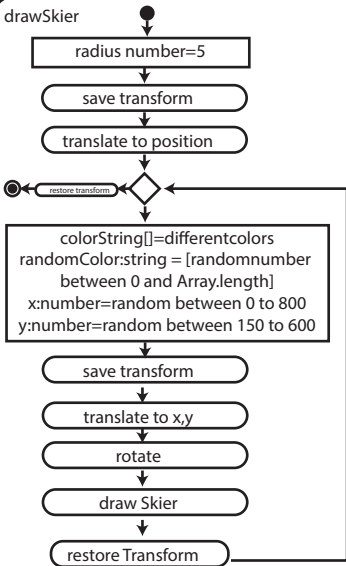 drawSkier
radius number=5
save transform
translate to position
restore transform
colorString[]=differentcolors
randomColor:string = [randomnumber
between 0 and Array.length]
x:number=random between 0 to 800
y:number=random between 150 to 600
save transform
translate to x,y
rotate
draw Skier
restore Transform